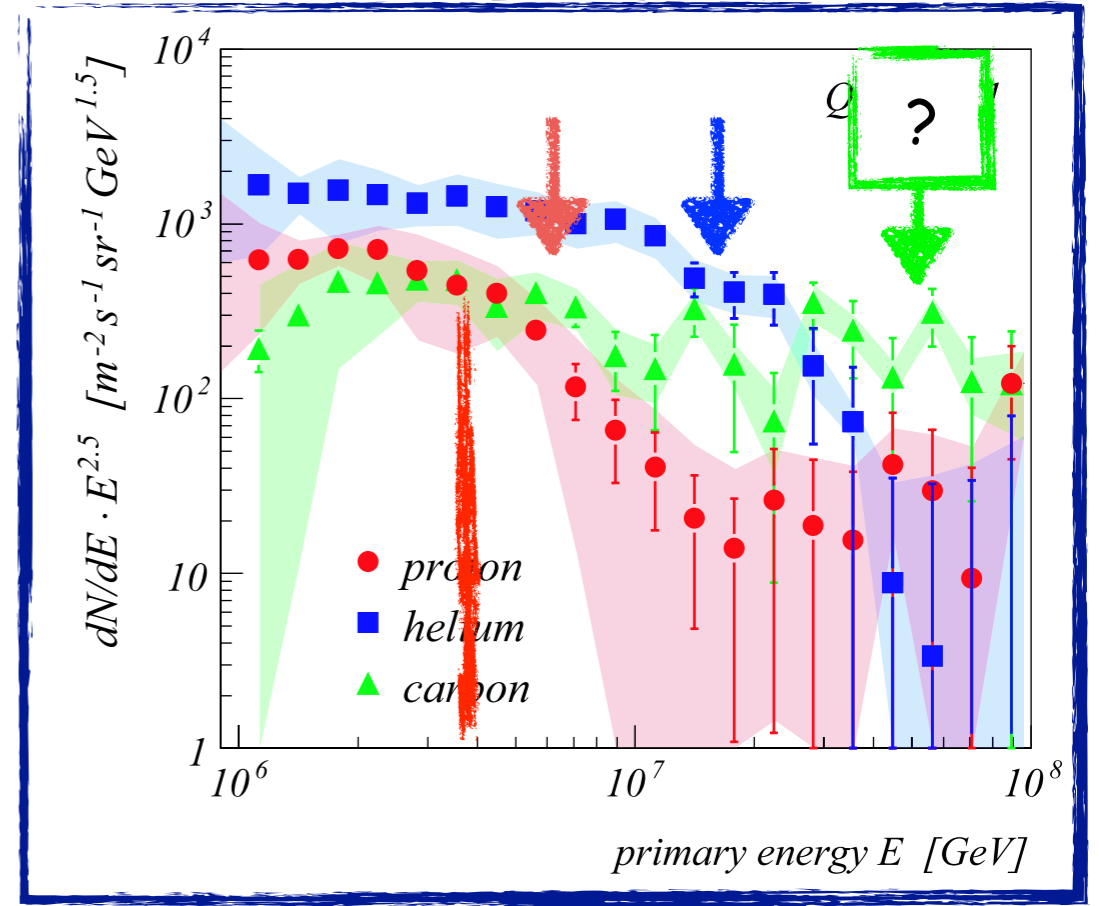 10^4
10^3
10^2
10
1
dN/dE · E^2.5 [m^-2 s^-1 sr^-1 GeV^1.5]
Q
?
proton
helium
carbon
10^6
10^7
10^8
primary energy E [GeV]